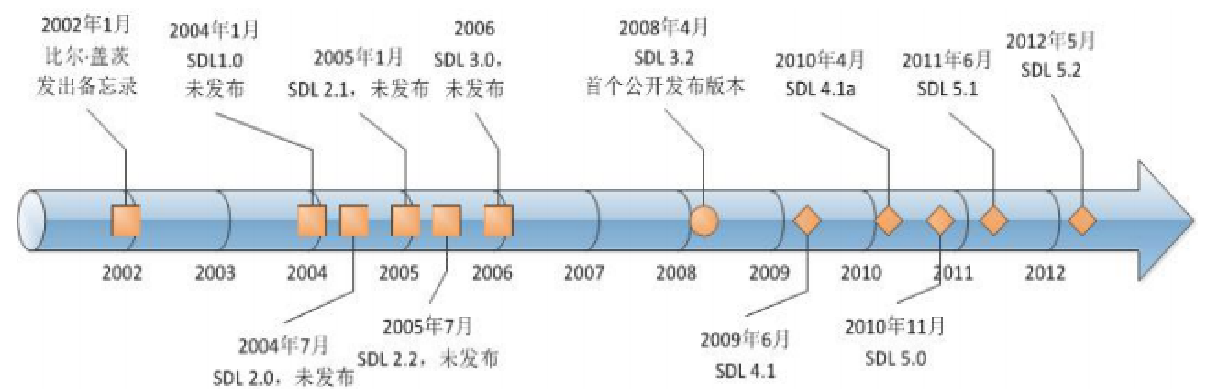 2002年1月
比尔·盖茨
发出备忘录
2004年1月
SDL1.0
未发布
2005年1月
SDL 2.1，未发布
2006
SDL 3.0，
未发布
2008年4月
SDL 3.2
首个公开发布版本
2010年4月
SDL 4.1a
2011年6月
SDL 5.1
2012年5月
SDL 5.2
2002
2003
2004
2005
2006
2007
2008
2009
2010
2011
2012
2004年7月
SDL 2.0，未发布
2005年7月
SDL 2.2，未发布
2009年6月
SDL 4.1
2010年11月
SDL 5.0